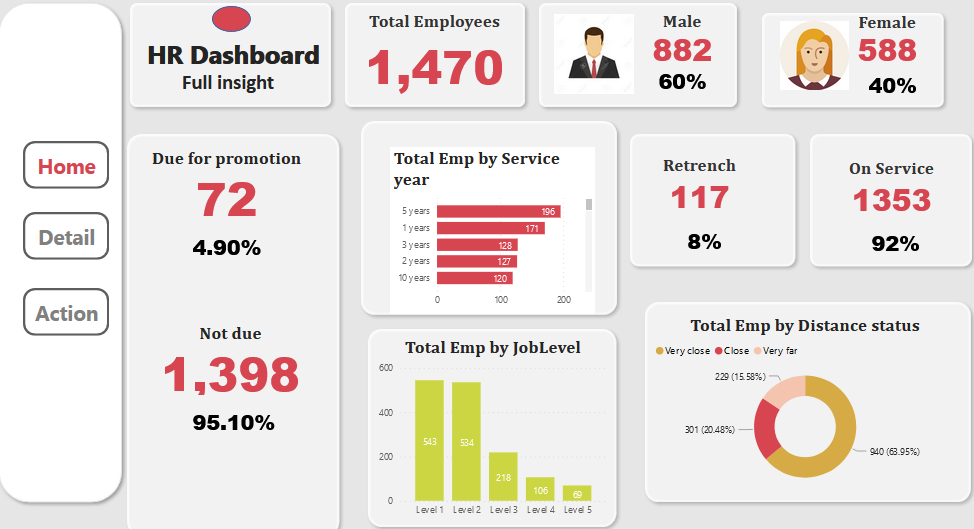 HR Dashboard
Full insight
Total Employees
1,470
Male
882
60%
Female
588
40%
Home
Detail
Action
Due for promotion
72
4.90%
Not due
1,398
95.10%
Total Emp by Service
year
5 years 196
1 years 171
3 years 128
2 years 127
10 years 120
0 100 200
Retrench
117
8%
On Service
1353
92%
Total Emp by JobLevel
600
400
200
0
543 534 218 106 69
Level 1 Level 2 Level 3 Level 4 Level 5
Total Emp by Distance status
Very close Close Very far
229 (15.58%)
301 (20.48%)
940 (63.95%)